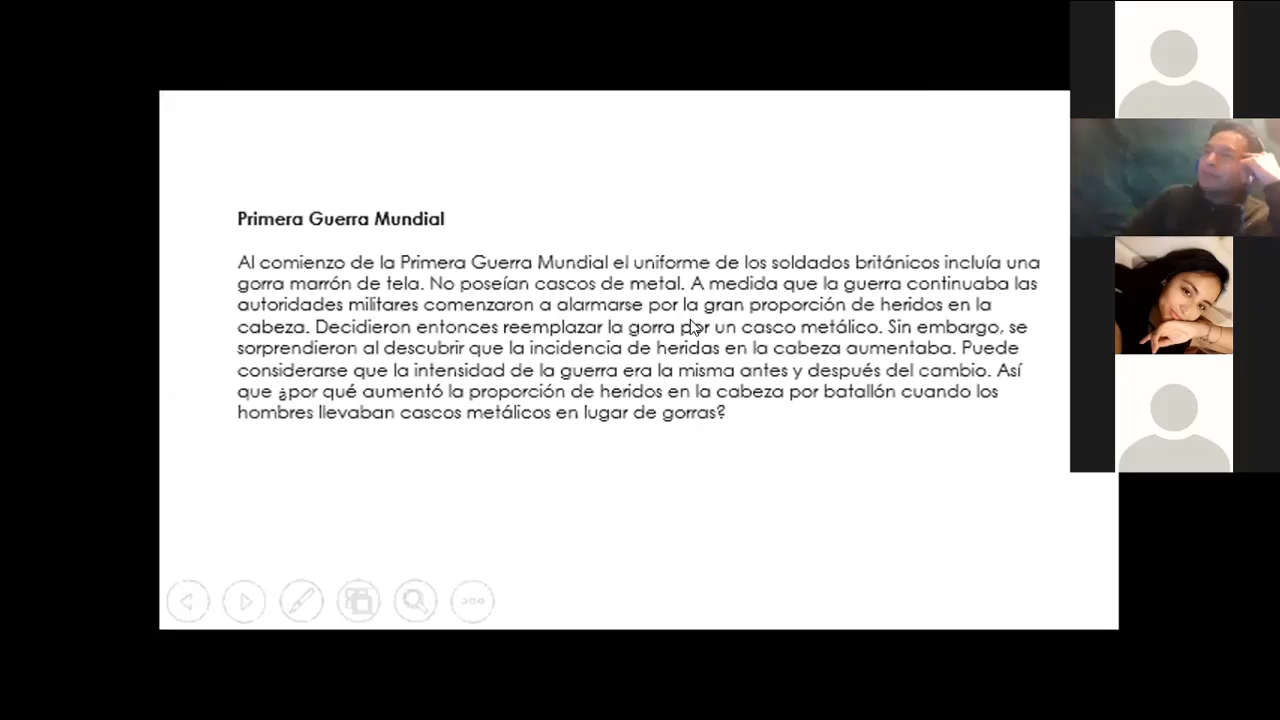 Primera Guerra Mundial
Al comienzo de la Primera Guerra Mundial el uniforme de los soldados británicos incluía una
gorra marrón de tela. No poseían cascos de metal. A medida que la guerra continuaba las
autoridades militares comenzaron a alarmarse por la gran proporción de heridos en la
cabeza. Decidieron entonces reemplazar la gorra por un casco metálico. Sin embargo, se
sorprendieron al descubrir que la incidencia de heridas en la cabeza aumentaba. Puede
considerarse que la intensidad de la guerra era la misma antes y después del cambio. Así
que ¿por qué aumentó la proporción de heridos en la cabeza por batallón cuando los
hombres llevaban cascos metálicos en lugar de gorras?